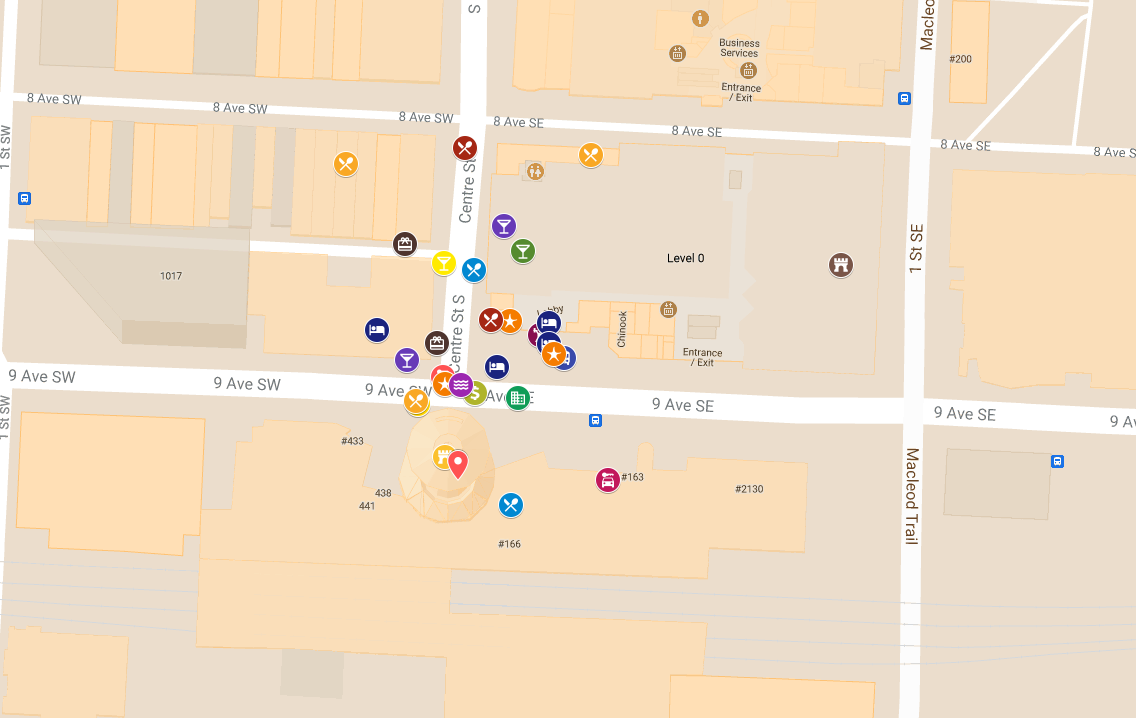 S
Macleod
Business
Services
#200
Entrance
/ Exit
8 Ave SW
8 Ave SW
8 Ave SW
8 Ave SE
8 Ave SE
8 Ave SE
8 Ave S
1 St SW
Centre St
1 St SE
Level 0
1017
Centre St S
Chinook
Entrance
/ Exit
9 Ave SW
9 Ave SW
9 Ave SW
9 Ave SE
9 Ave SE
9 A
1 St SW
#433
Macleod Trail
#163
#2130
438
441
#166